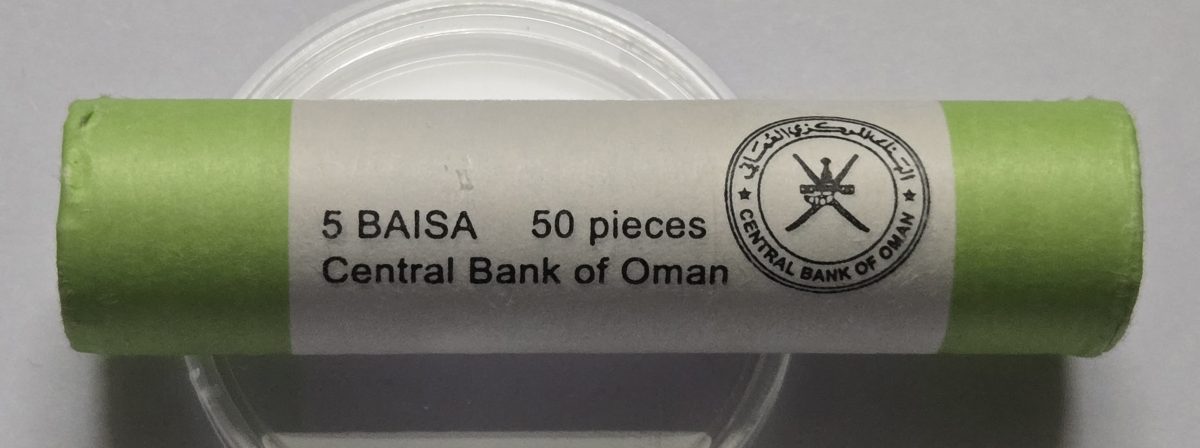 5 BAISA 50 pieces
Central Bank of Oman
البنك المركزي العماني
CENTRAL BANK OF OMAN